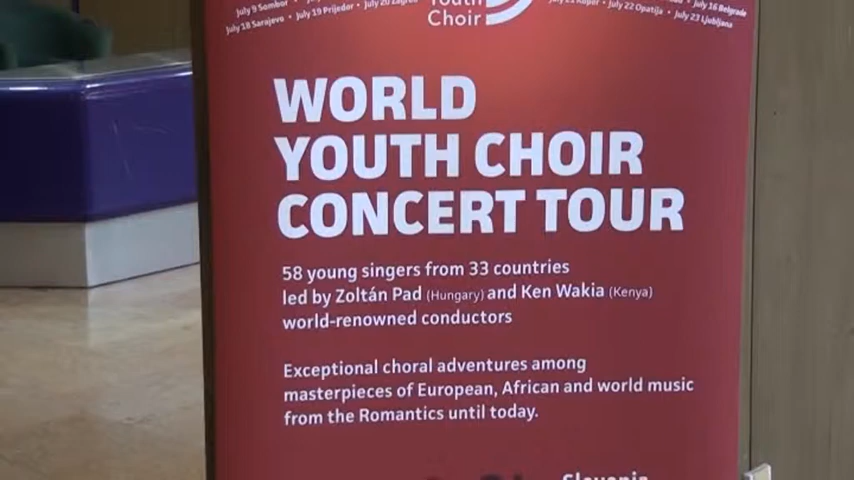 July 9 Sombor •
July 18 Sarajevo • July 19 Prijedor • July 20 Zagreb
Youth
Choir
July 16 Belgrade
• July 22 Opatija • July 23 Ljubljana
WORLD
YOUTH CHOIR
CONCERT TOUR
58 young singers from 33 countries
led by Zoltán Pad (Hungary) and Ken Wakia (Kenya)
world-renowned conductors
Exceptional choral adventures among
masterpieces of European, African and world music
from the Romantics until today.
Slovenia